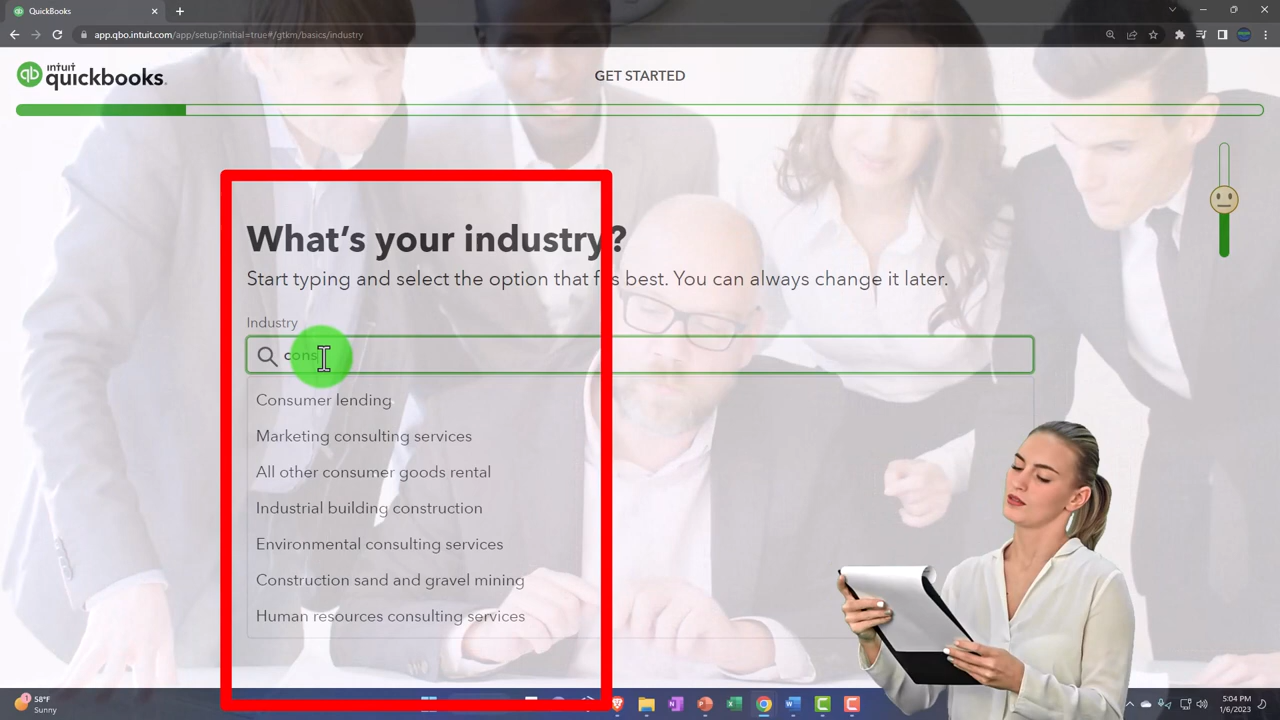 QuickBooks
app.qbo.intuit.com/app/setup?initial=true#/gtkm/basics/industry
intuit
quickbooks.
GET STARTED
What's your industry?
Start typing and select the option that fits best. You can always change it later.
Industry
cons
Consumer lending
Marketing consulting services
All other consumer goods rental
Industrial building construction
Environmental consulting services
Construction sand and gravel mining
Human resources consulting services
58°F
Sunny
5:04 PM
1/6/2023